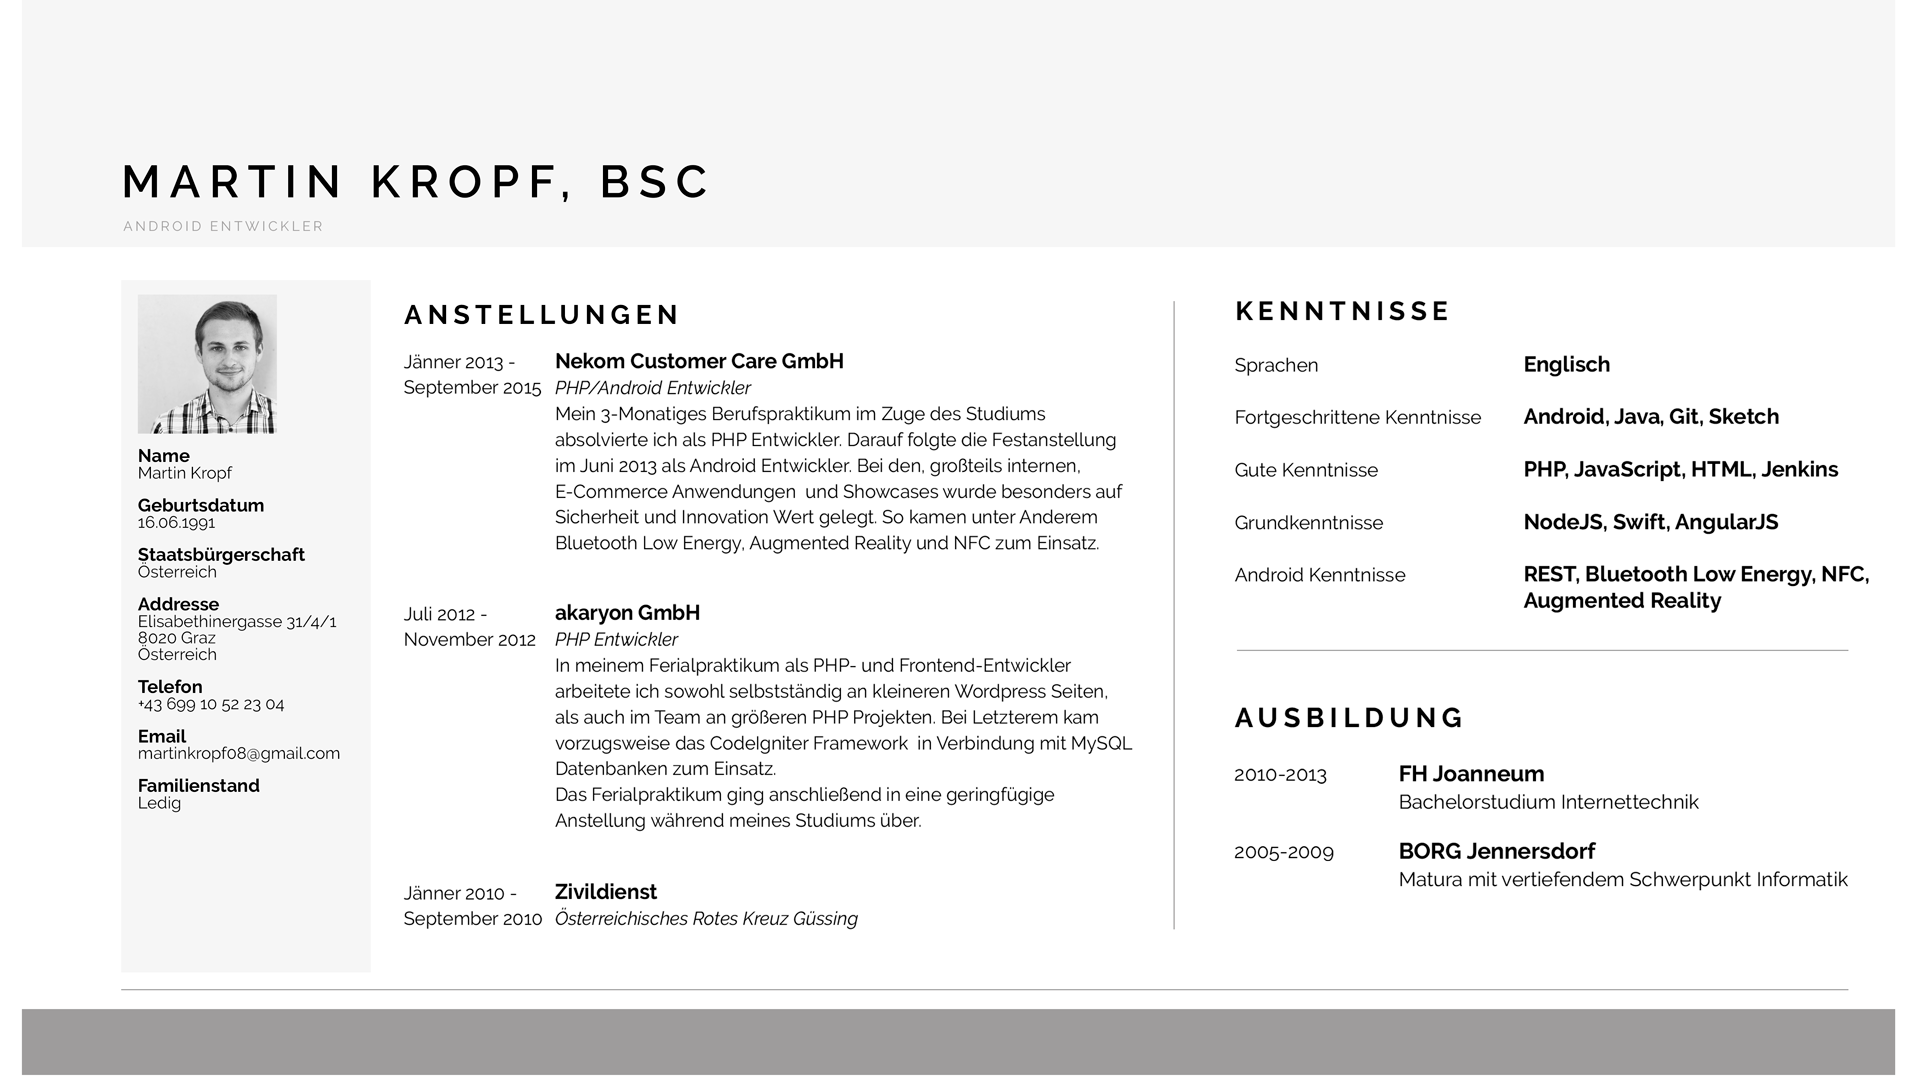 MARTIN KROPF, BSC
ANDROID ENTWICKLER
Name
Martin Kropf
Geburtsdatum
16.06.1991
Staatsbürgerschaft
Österreich
Addresse
Elisabethinergasse 31/4/1
8020 Graz
Österreich
Telefon
+43 699 10 52 23 04
Email
martinkropf08@gmail.com
Familienstand
Ledig
ANSTELLUNGEN
Jänner 2013 - Nekom Customer Care GmbH
September 2015 PHP/Android Entwickler
Mein 3-Monatiges Berufspraktikum im Zuge des Studiums
absolvierte ich als PHP Entwickler. Darauf folgte die Festanstellung
im Juni 2013 als Android Entwickler. Bei den, großteils internen,
E-Commerce Anwendungen  und Showcases wurde besonders auf
Sicherheit und Innovation Wert gelegt. So kamen unter Anderem
Bluetooth Low Energy, Augmented Reality und NFC zum Einsatz.
Juli 2012 - akaryon GmbH
November 2012 PHP Entwickler
In meinem Ferialpraktikum als PHP- und Frontend-Entwickler
arbeitete ich sowohl selbstständig an kleineren Wordpress Seiten,
als auch im Team an größeren PHP Projekten. Bei Letzterem kam
vorzugsweise das CodeIgniter Framework  in Verbindung mit MySQL
Datenbanken zum Einsatz.
Das Ferialpraktikum ging anschließend in eine geringfügige
Anstellung während meines Studiums über.
Jänner 2010 - Zivildienst
September 2010 Österreichisches Rotes Kreuz Güssing
KENNTNISSE
Sprachen Englisch
Fortgeschrittene Kenntnisse Android, Java, Git, Sketch
Gute Kenntnisse PHP, JavaScript, HTML, Jenkins
Grundkenntnisse NodeJS, Swift, AngularJS
Android Kenntnisse REST, Bluetooth Low Energy, NFC,
Augmented Reality
AUSBILDUNG
2010-2013 FH Joanneum
Bachelorstudium Internettechnik
2005-2009 BORG Jennersdorf
Matura mit vertiefendem Schwerpunkt Informatik